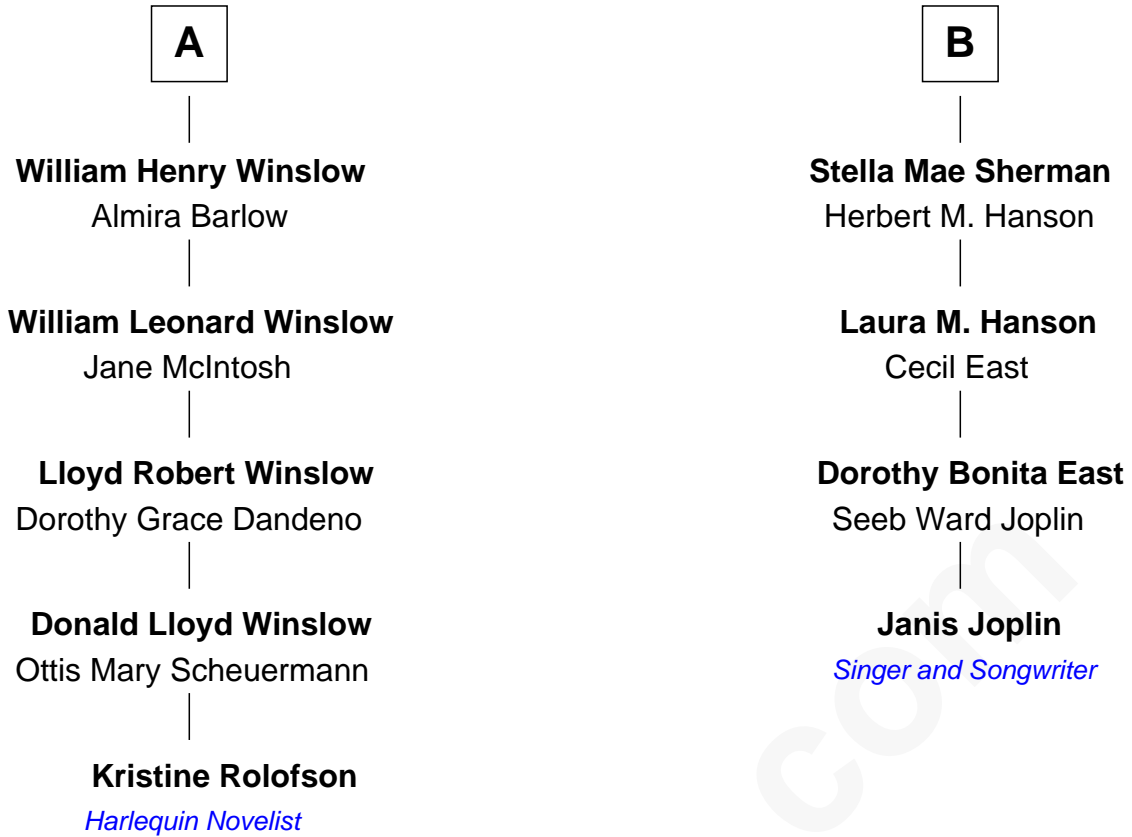 A
William Henry Winslow
Almira Barlow
William Leonard Winslow
Jane McIntosh
Lloyd Robert Winslow
Dorothy Grace Dandeno
Donald Lloyd Winslow
Ottis Mary Scheuermann
Kristine Rolofson
Harlequin Novelist
B
Stella Mae Sherman
Herbert M. Hanson
Laura M. Hanson
Cecil East
Dorothy Bonita East
Seeb Ward Joplin
Janis Joplin
Singer and Songwriter
com